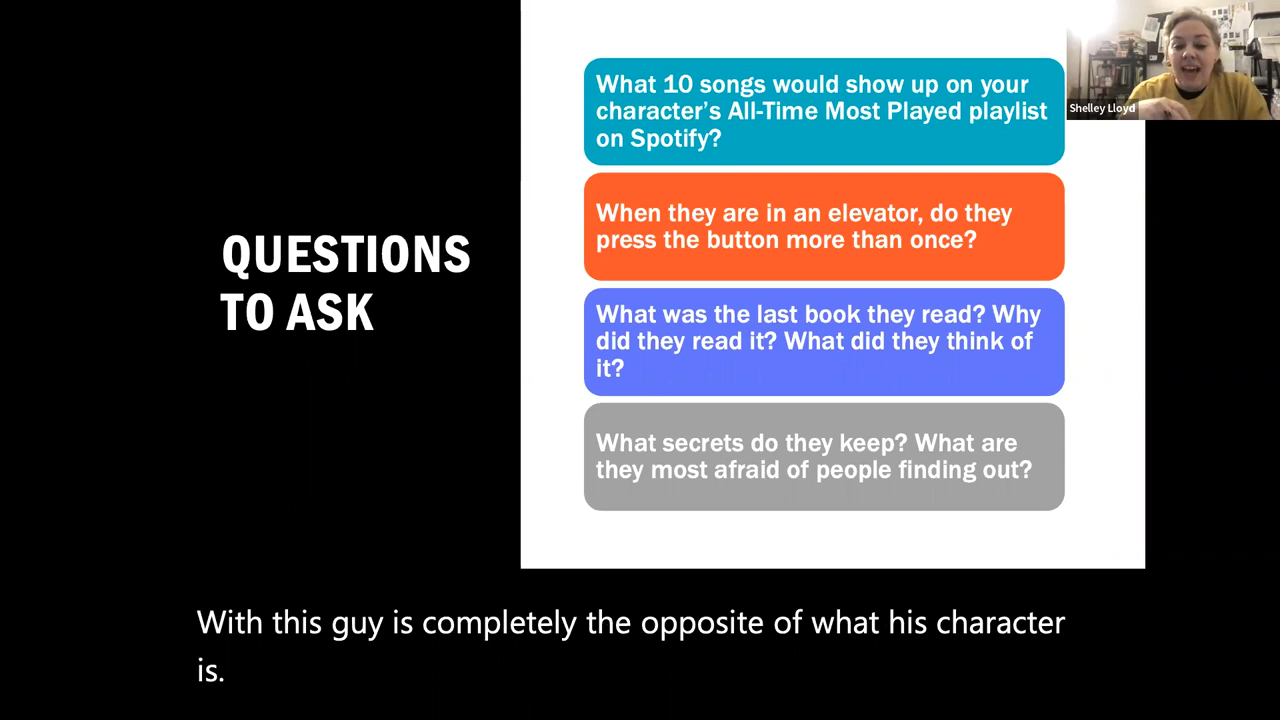 QUESTIONS
TO ASK
What 10 songs would show up on your
character’s All-Time Most Played playlist
on Spotify?
When they are in an elevator, do they
press the button more than once?
What was the last book they read? Why
did they read it? What did they think of
it?
What secrets do they keep? What are
they most afraid of people finding out?
Shelley Lloyd
With this guy is completely the opposite of what his character
is.